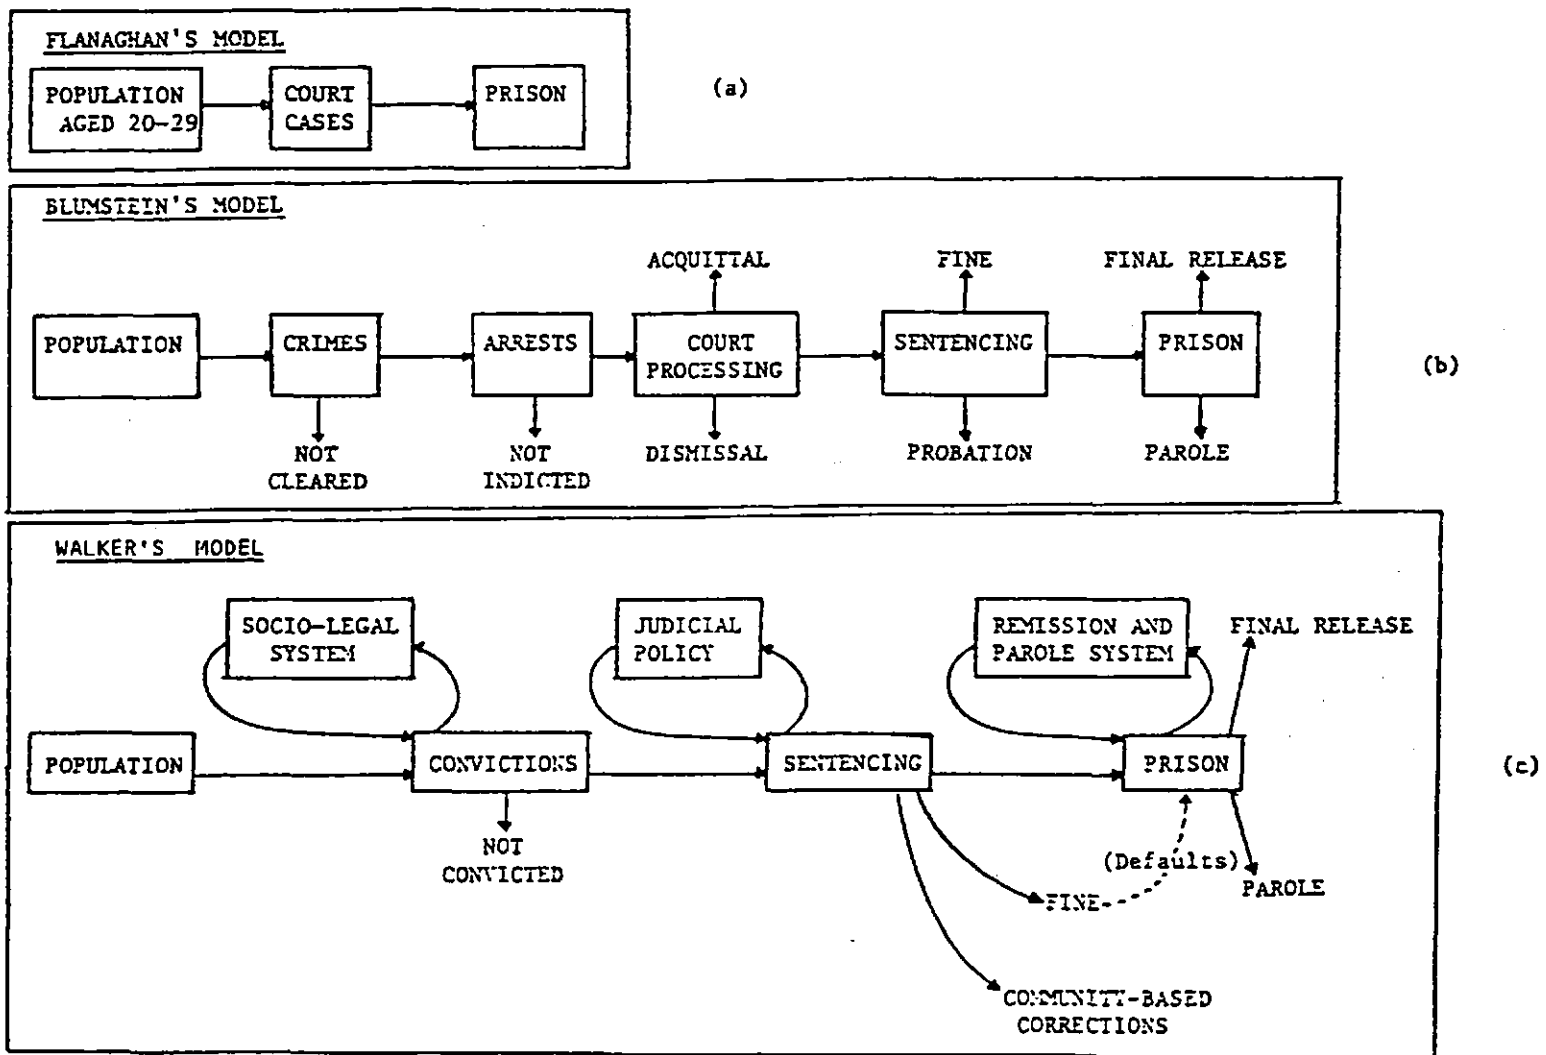 FLANAGHAN'S MODEL
POPULATION
AGED 20-29
COURT
CASES
PRISON
(a)
BLUMSTEIN'S MODEL
ACQUITTAL
FINE
FINAL RELEASE
POPULATION
CRIMES
ARRESTS
COURT
PROCESSING
SENTENCING
PRISON
(b)
NOT
CLEARED
NOT
INDICTED
DISMISSAL
PROBATION
PAROLE
WALKER'S MODEL
SOCIO-LEGAL
SYSTEM
JUDICIAL
POLICY
REMISSION AND
PAROLE SYSTEM
FINAL RELEASE
POPULATION
CONVICTIONS
SENTENCING
PRISON
(c)
NOT
CONVICTED
(Defaults)
FINE
PAROLE
COMMUNITY-BASED
CORRECTIONS